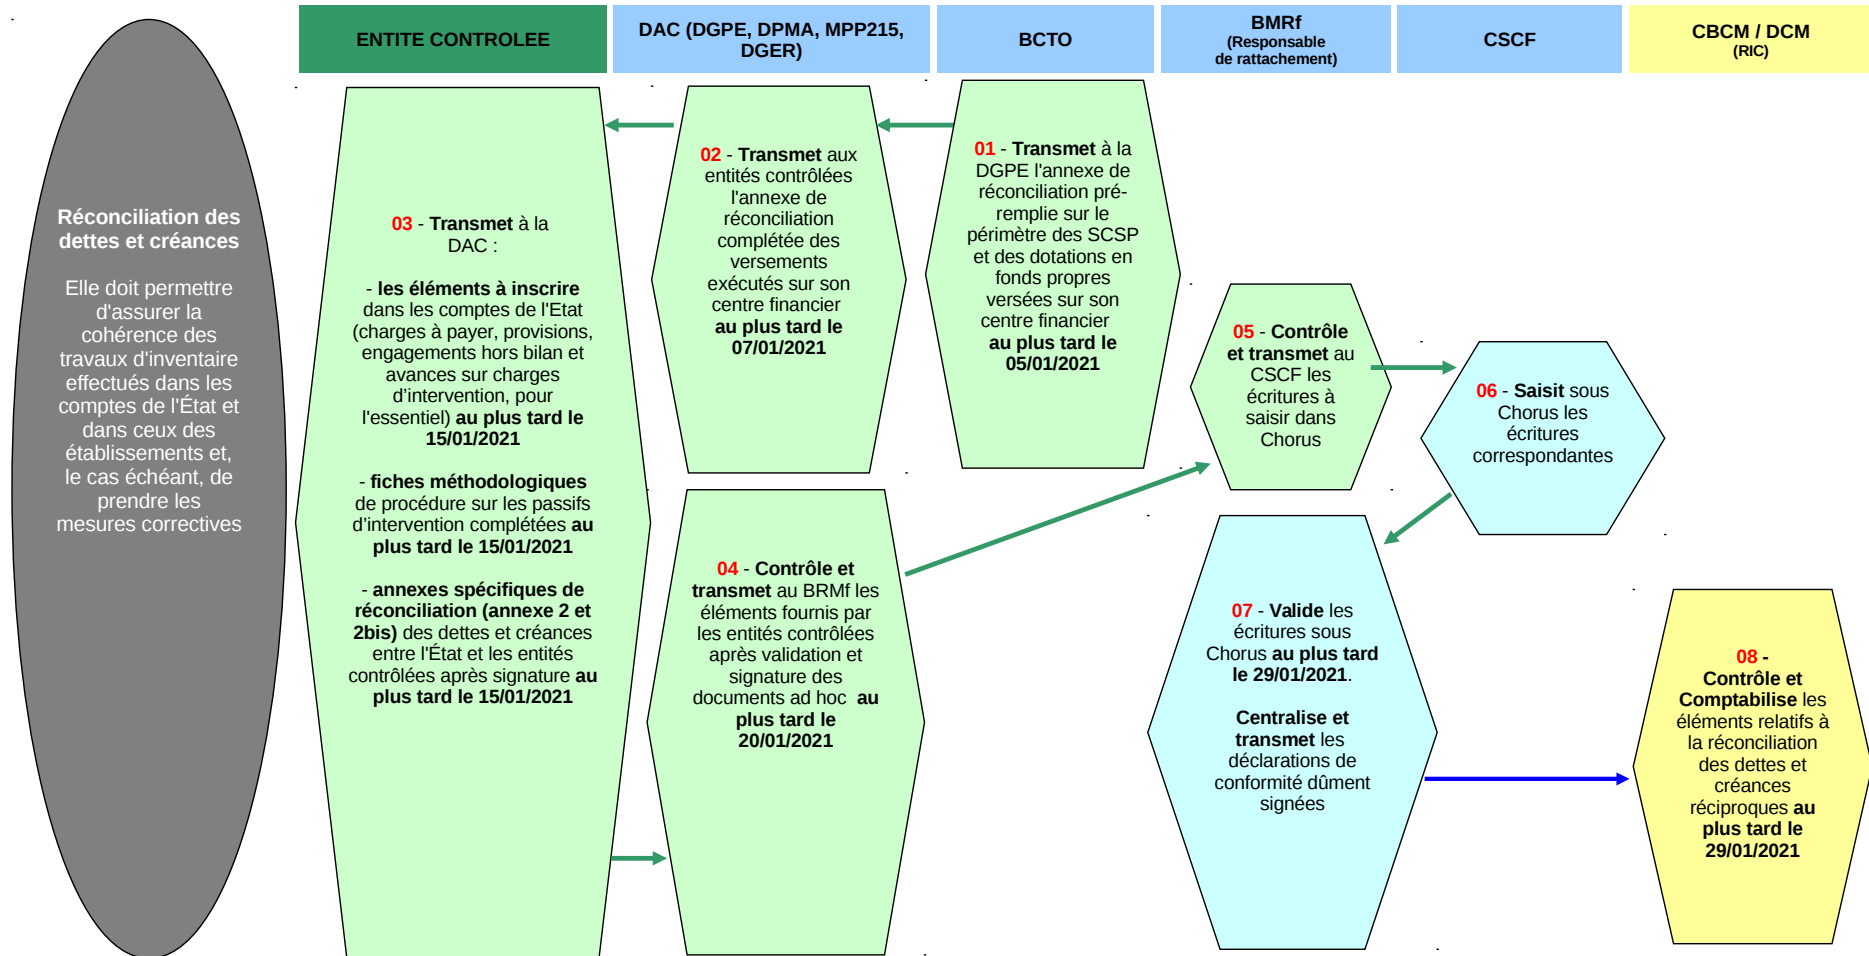 ENTITE CONTROLEE
DAC (DGPE, DPMA, MPP215,
DGER)
BCTO
BMRf
(Responsable
de rattachement)
CSCF
CBCM / DCM
(RIC)
Réconciliation des
dettes et créances
Elle doit permettre
d'assurer la
cohérence des
travaux d'inventaire
effectués dans les
comptes de l'État et
dans ceux des
établissements et,
le cas échéant, de
prendre les
mesures correctives
03 - Transmet à la
DAC :
- les éléments à inscrire
dans les comptes de l'Etat
(charges à payer, provisions,
engagements hors bilan et
avances sur charges
d'intervention, pour
l'essentiel) au plus tard le
15/01/2021
- fiches méthodologiques
de procédure sur les passifs
d'intervention complétées au
plus tard le 15/01/2021
- annexes spécifiques de
réconciliation (annexe 2 et
2bis) des dettes et créances
entre l'État et les entités
contrôlées après signature au
plus tard le 15/01/2021
02 - Transmet aux
entités contrôlées
l'annexe de
réconciliation
complétée des
versements
exécutés sur son
centre financier
au plus tard le
07/01/2021
04 - Contrôle et
transmet au BRMf les
éléments fournis par
les entités contrôlées
après validation et
signature des
documents ad hoc au
plus tard le
20/01/2021
01 - Transmet à la
DGPE l'annexe de
réconciliation pré-
remplie sur le
périmètre des SCSP
et des dotations en
fonds propres
versées sur son
centre financier
au plus tard le
05/01/2021
05 - Contrôle
et transmet au
CSCF les
écritures à
saisir dans
Chorus
06 - Saisit sous
Chorus les
écritures
correspondantes
07 - Valide les
écritures sous
Chorus au plus tard
le 29/01/2021.
Centralise et
transmet les
déclarations de
conformité dûment
signées
08 -
Contrôle et
Comptabilise les
éléments relatifs à
la réconciliation
des dettes et
créances
réciproques au
plus tard le
29/01/2021